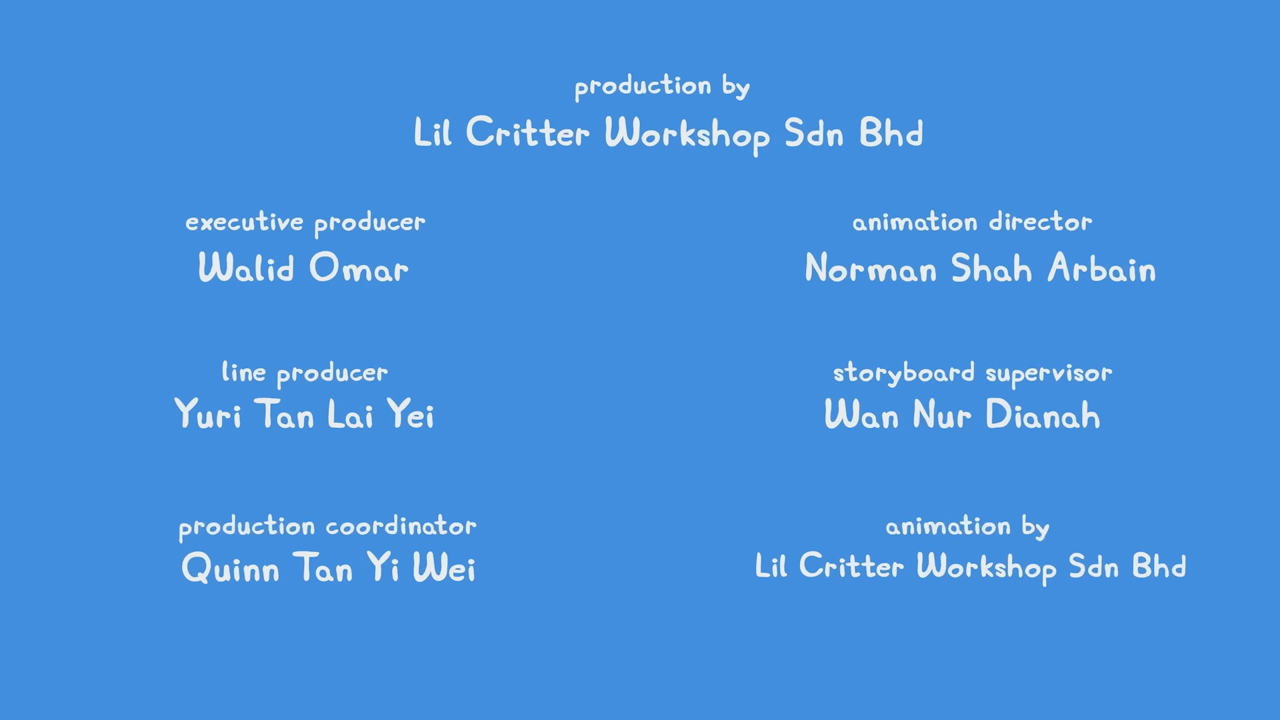 production by
Lil Critter Workshop Sdn Bhd
executive producer
Walid Omar
animation director
Norman Shah Arbain
line producer
Yuri Tan Lai Yei
storyboard supervisor
Wan Nur Dianah
production coordinator
Quinn Tan Yi Wei
animation by
Lil Critter Workshop Sdn Bhd